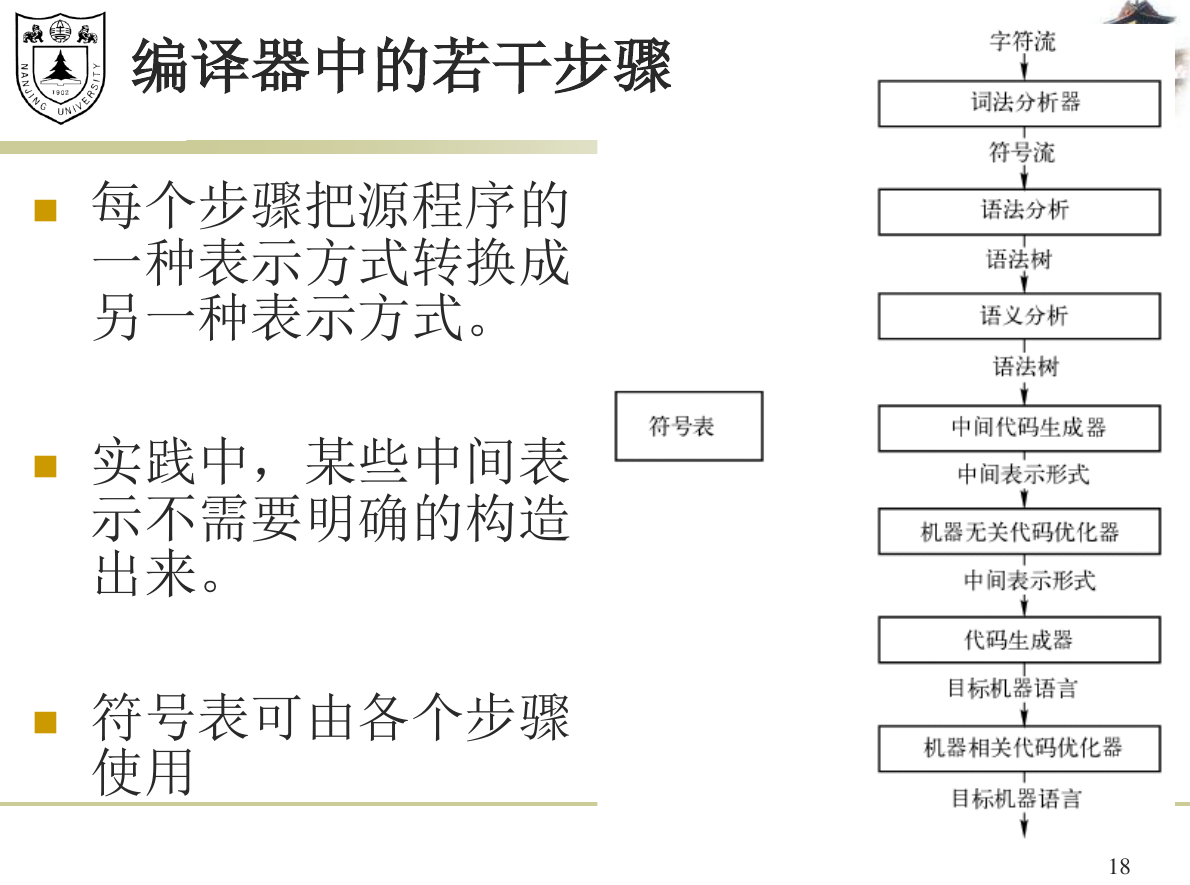 NANJING UNIVERSITY
1902
编译器中的若干步骤
每个步骤把源程序的
一种表示方式转换成
另一种表示方式。
实践中，某些中间表
示不需要明确的构造
出来。
符号表可由各个步骤
使用
符号表
字符流
词法分析器
符号流
语法分析
语法树
语义分析
语法树
中间代码生成器
中间表示形式
机器无关代码优化器
中间表示形式
代码生成器
目标机器语言
机器相关代码优化器
目标机器语言
18